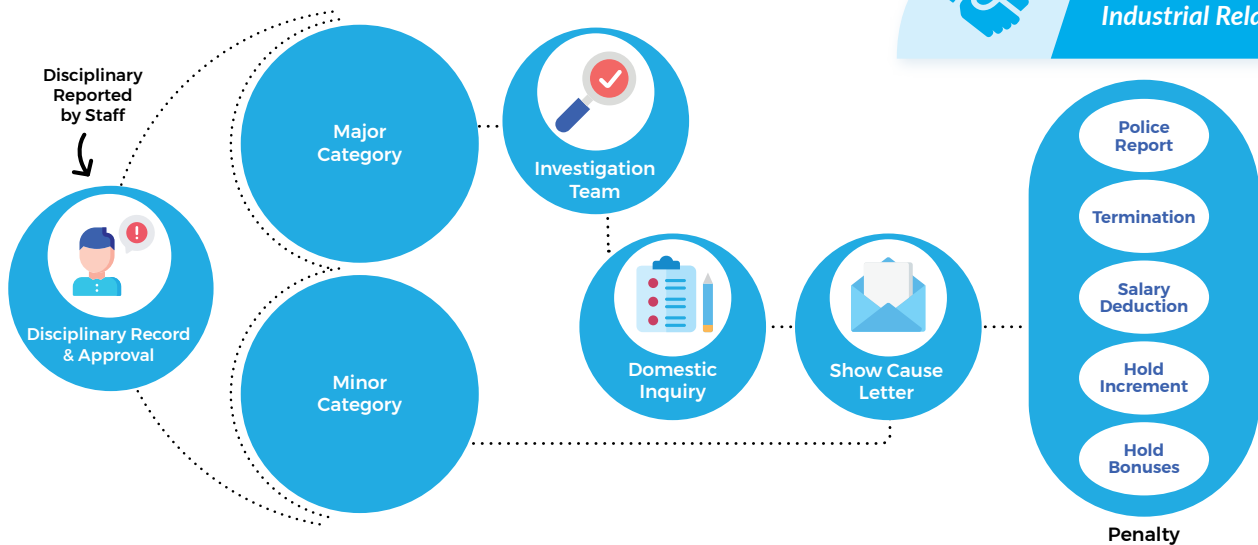 Industrial Rela
Disciplinary
Reported
by Staff
Disciplinary Record
& Approval
Major
Category
Minor
Category
Investigation
Team
Domestic
Inquiry
Show Cause
Letter
Police
Report
Termination
Salary
Deduction
Hold
Increment
Hold
Bonuses
Penalty